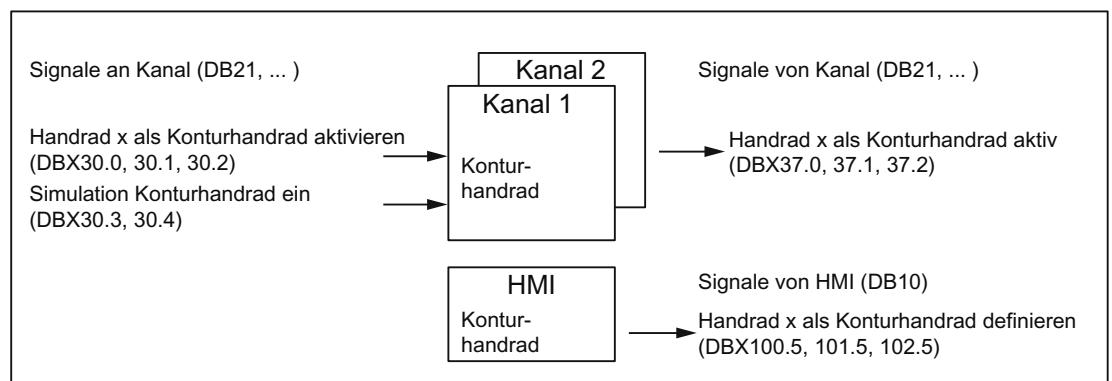 Signale an Kanal (DB21, ... )
Handrad x als Konturhandrad aktivieren
(DBX30.0, 30.1, 30.2)
Simulation Konturhandrad ein
(DBX30.3, 30.4)
Kanal 2
Kanal 1
Kontur-
handrad
Signale von Kanal (DB21, ... )
Handrad x als Konturhandrad aktiv
(DBX37.0, 37.1, 37.2)
HMI
Kontur-
handrad
Signale von HMI (DB10)
Handrad x als Konturhandrad definieren
(DBX100.5, 101.5, 102.5)